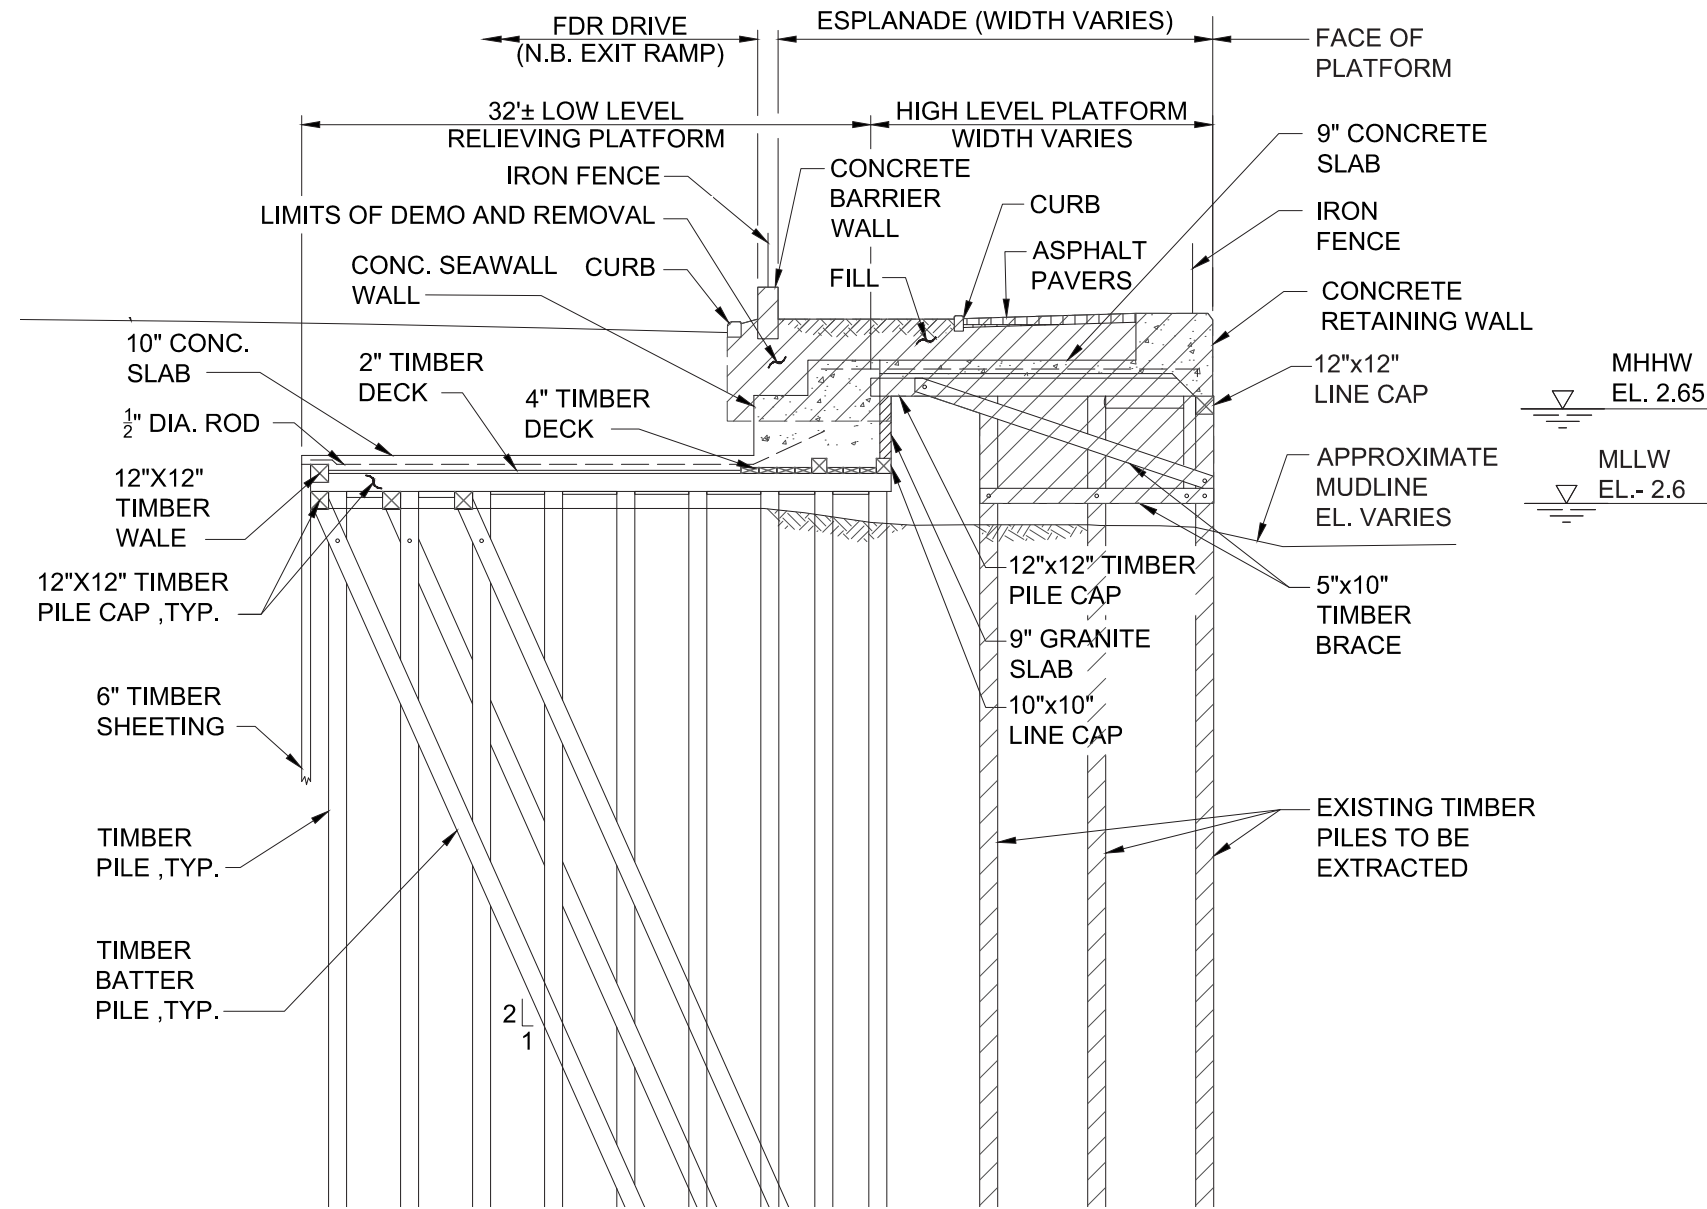 FDR DRIVE
(N.B. EXIT RAMP)
ESPLANADE (WIDTH VARIES)
FACE OF
PLATFORM
32'± LOW LEVEL
RELIEVING PLATFORM
HIGH LEVEL PLATFORM
WIDTH VARIES
9" CONCRETE
SLAB
IRON FENCE
CONCRETE
BARRIER
WALL
LIMITS OF DEMO AND REMOVAL
CURB
IRON
FENCE
CONC. SEAWALL
WALL
CURB
FILL
ASPHALT
PAVERS
CONCRETE
RETAINING WALL
10" CONC.
SLAB
2" TIMBER
DECK
4" TIMBER
DECK
12"x12"
LINE CAP
MHHW
EL. 2.65
½" DIA. ROD
12"X12"
TIMBER
WALE
APPROXIMATE
MUDLINE
EL. VARIES
MLLW
EL.- 2.6
12"X12" TIMBER
PILE CAP ,TYP.
12"x12" TIMBER
PILE CAP
5"x10"
TIMBER
BRACE
9" GRANITE
SLAB
6" TIMBER
SHEETING
10"x10"
LINE CAP
TIMBER
PILE ,TYP.
EXISTING TIMBER
PILES TO BE
EXTRACTED
TIMBER
BATTER
PILE ,TYP.
2
1